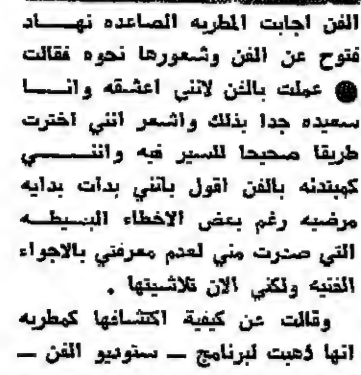 الفن اجابت المطربه الصاعده نهاد
فتوح عن الفن وشعورها نحوه فقالت
● عملت بالفن لانني اعشقه وانا
سعيده جدا بذلك واشعر انني اخترت
طريقا صحيحا للسير فيه وانني
كمبتدئه بالفن اقول بانني بدات بدايه
مرضيه رغم بعض الاخطاء البسيطه
التي صدرت مني لعدم معرفتي بالاجواء
الفنيه ولكني الان تلاشيتها .
وقالت عن كيفية اكتشافها كمطربه
انها ذهبت لبرنامج ــ ستوديو الفن ــ